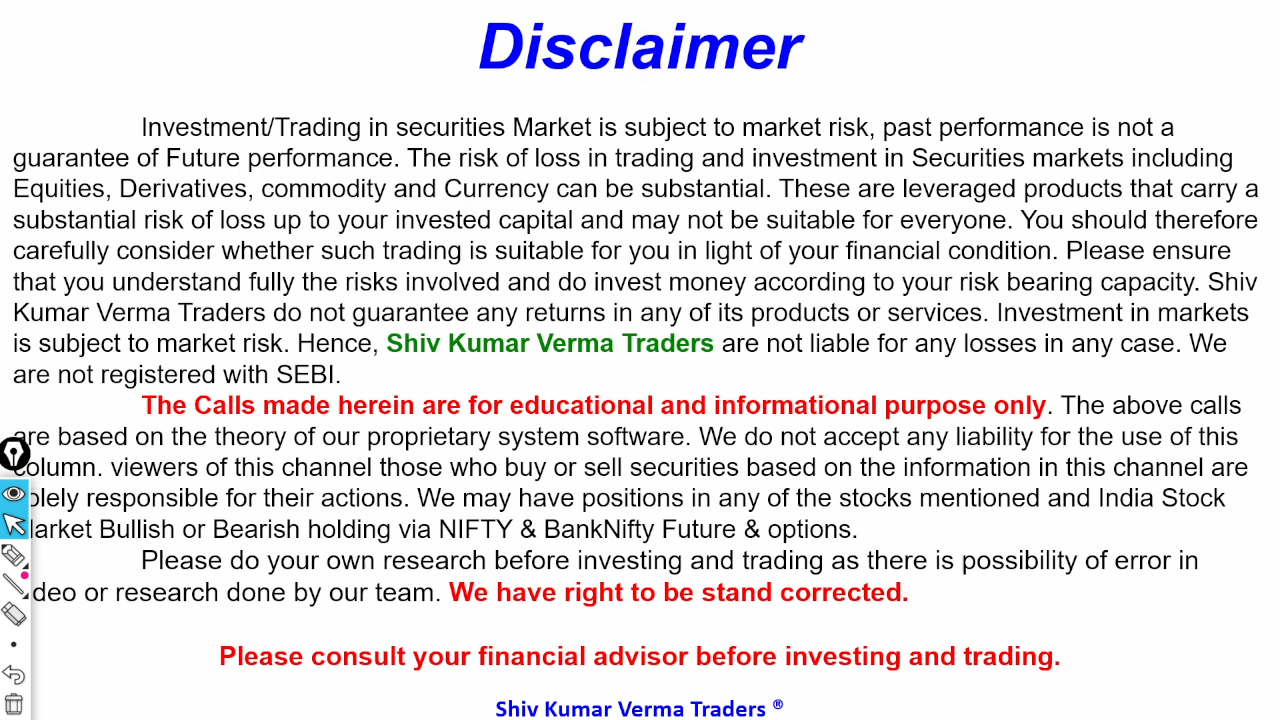 Disclaimer
Investment/Trading in securities Market is subject to market risk, past performance is not a
guarantee of Future performance. The risk of loss in trading and investment in Securities markets including
Equities, Derivatives, commodity and Currency can be substantial. These are leveraged products that carry a
substantial risk of loss up to your invested capital and may not be suitable for everyone. You should therefore
carefully consider whether such trading is suitable for you in light of your financial condition. Please ensure
that you understand fully the risks involved and do invest money according to your risk bearing capacity. Shiv
Kumar Verma Traders do not guarantee any returns in any of its products or services. Investment in markets
is subject to market risk. Hence, Shiv Kumar Verma Traders are not liable for any losses in any case. We
are not registered with SEBI.
The Calls made herein are for educational and informational purpose only. The above calls
are based on the theory of our proprietary system software. We do not accept any liability for the use of this
column. viewers of this channel those who buy or sell securities based on the information in this channel are
solely responsible for their actions. We may have positions in any of the stocks mentioned and India Stock
Market Bullish or Bearish holding via NIFTY & BankNifty Future & options.
Please do your own research before investing and trading as there is possibility of error in
video or research done by our team. We have right to be stand corrected.
Please consult your financial advisor before investing and trading.
Shiv Kumar Verma Traders ®